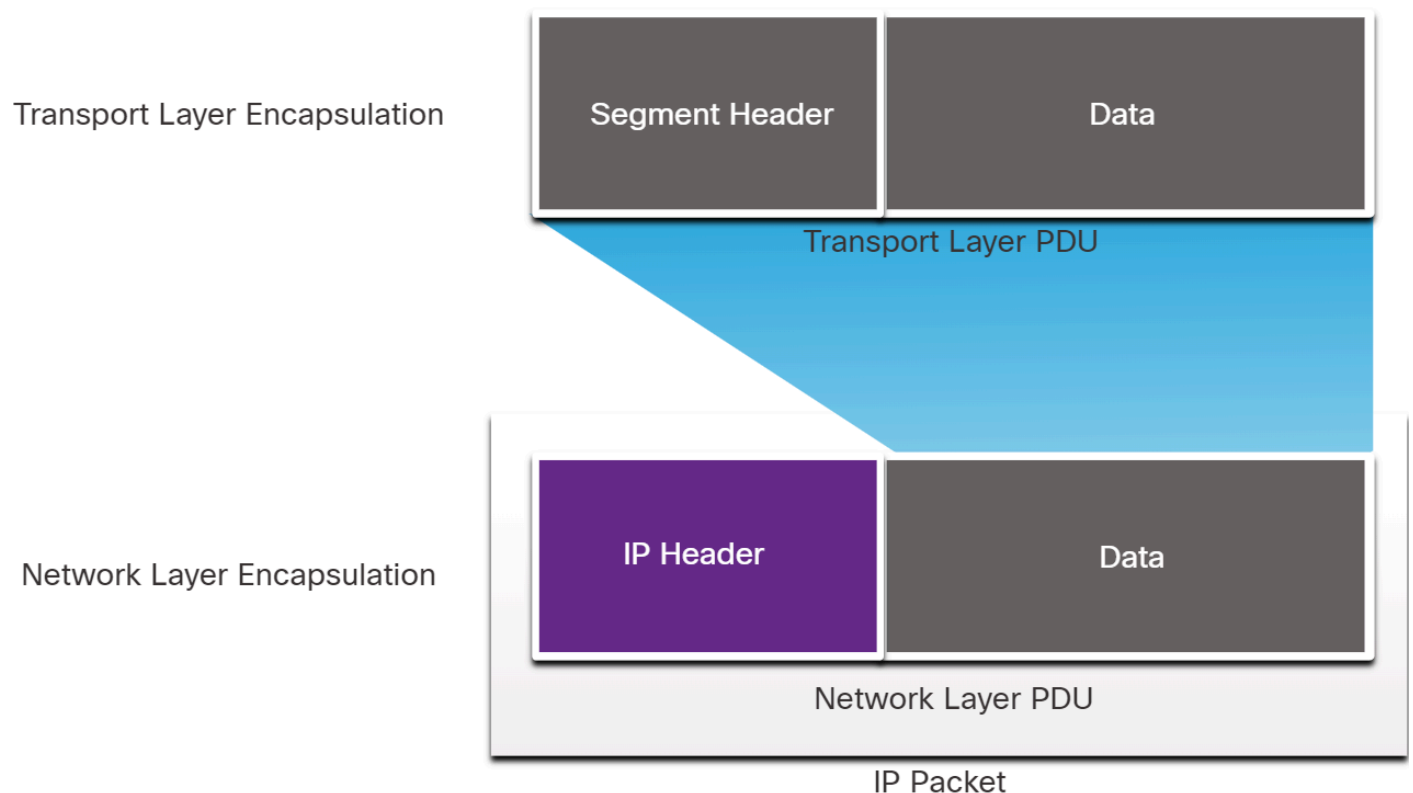 Transport Layer Encapsulation
Segment Header
Data
Transport Layer PDU
Network Layer Encapsulation
IP Header
Data
Network Layer PDU
IP Packet